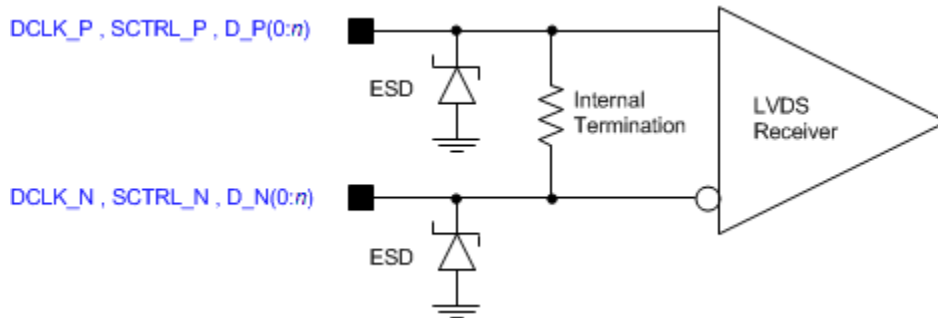 DCLK_P , SCTRL_P , D_P(0:n)
ESD
Internal
Termination
LVDS
Receiver
DCLK_N , SCTRL_N , D_N(0:n)
ESD